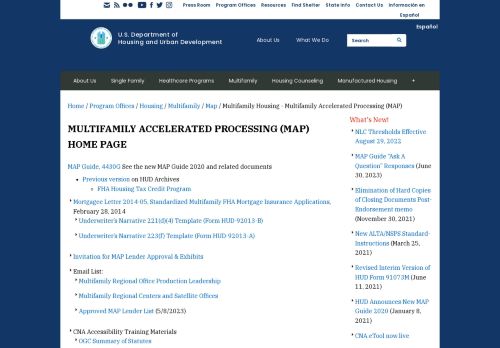 Press Room Program Offices Resources Find Shelter State Info Contact Us Información en Español
Español
U.S. Department of
Housing and Urban Development
About Us What We Do Search
About Us Single Family Healthcare Programs Multifamily Housing Counseling Manufactured Housing +
Home / Program Offices / Housing / Multifamily / Map / Multifamily Housing - Multifamily Accelerated Processing (MAP)
MULTIFAMILY ACCELERATED PROCESSING (MAP)
HOME PAGE
MAP Guide, 4430G See the new MAP Guide 2020 and related documents
Previous version on HUD Archives
FHA Housing Tax Credit Program
Mortgagee Letter 2014-05, Standardized Multifamily FHA Mortgage Insurance Applications,
February 28, 2014
Underwriter's Narrative 221(d)(4) Template (Form HUD-92013-B)
Underwriter's Narrative 223(f) Template (Form HUD-92013-A)
Invitation for MAP Lender Approval & Exhibits
Email List:
Multifamily Regional Office Production Leadership
Multifamily Regional Centers and Satellite Offices
Approved MAP Lender List (5/8/2023)
CNA Accessibility Training Materials
OGC Summary of Statutes
What's New!
NLC Thresholds Effective
August 29, 2022
MAP Guide "Ask A
Question" Responses (June
30, 2023)
Elimination of Hard Copies
of Closing Documents Post-
Endorsement memo
(November 30, 2021)
New ALTA/NSPS Standard-
Instructions (March 25,
2021)
Revised Interim Version of
HUD Form 91073M (June
11, 2021)
HUD Announces New MAP
Guide 2020 (January 8,
2021)
CNA eTool now live